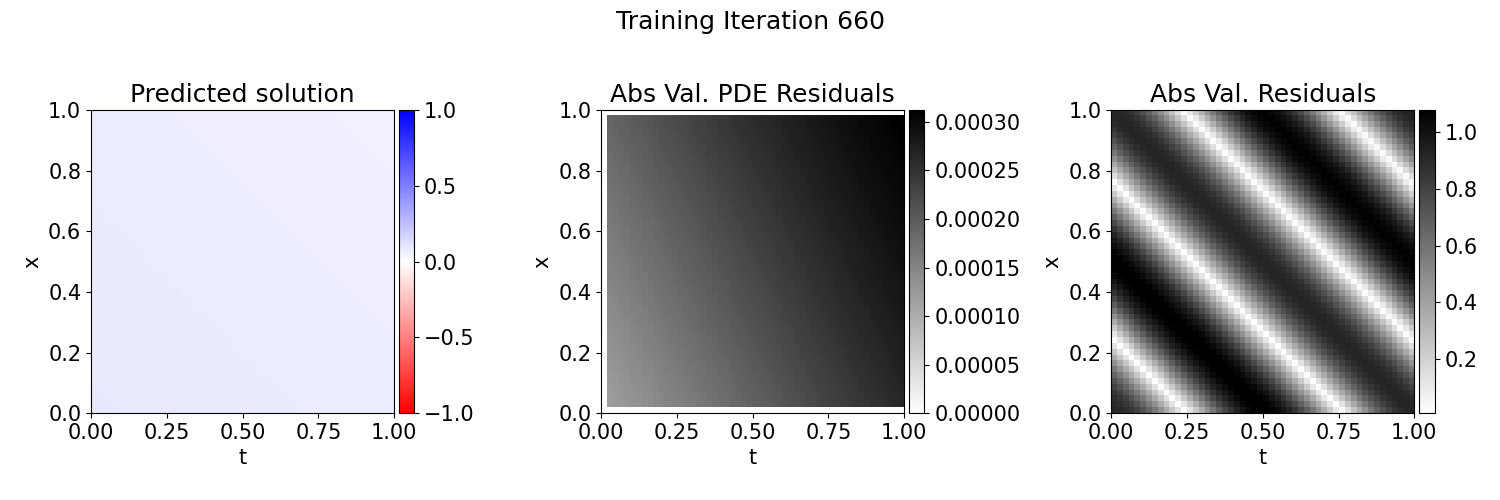 Training Iteration 660
Predicted solution
1.0
0.8
0.6
0.4
0.2
0.0
x
0.00 0.25 0.50 0.75 1.00
t
1.0
0.5
0.0
−0.5
−1.0
Abs Val. PDE Residuals
1.0
0.8
0.6
0.4
0.2
0.0
x
0.00 0.25 0.50 0.75 1.00
t
0.00030
0.00025
0.00020
0.00015
0.00010
0.00005
0.00000
Abs Val. Residuals
1.0
0.8
0.6
0.4
0.2
0.0
x
0.00 0.25 0.50 0.75 1.00
t
1.0
0.8
0.6
0.4
0.2